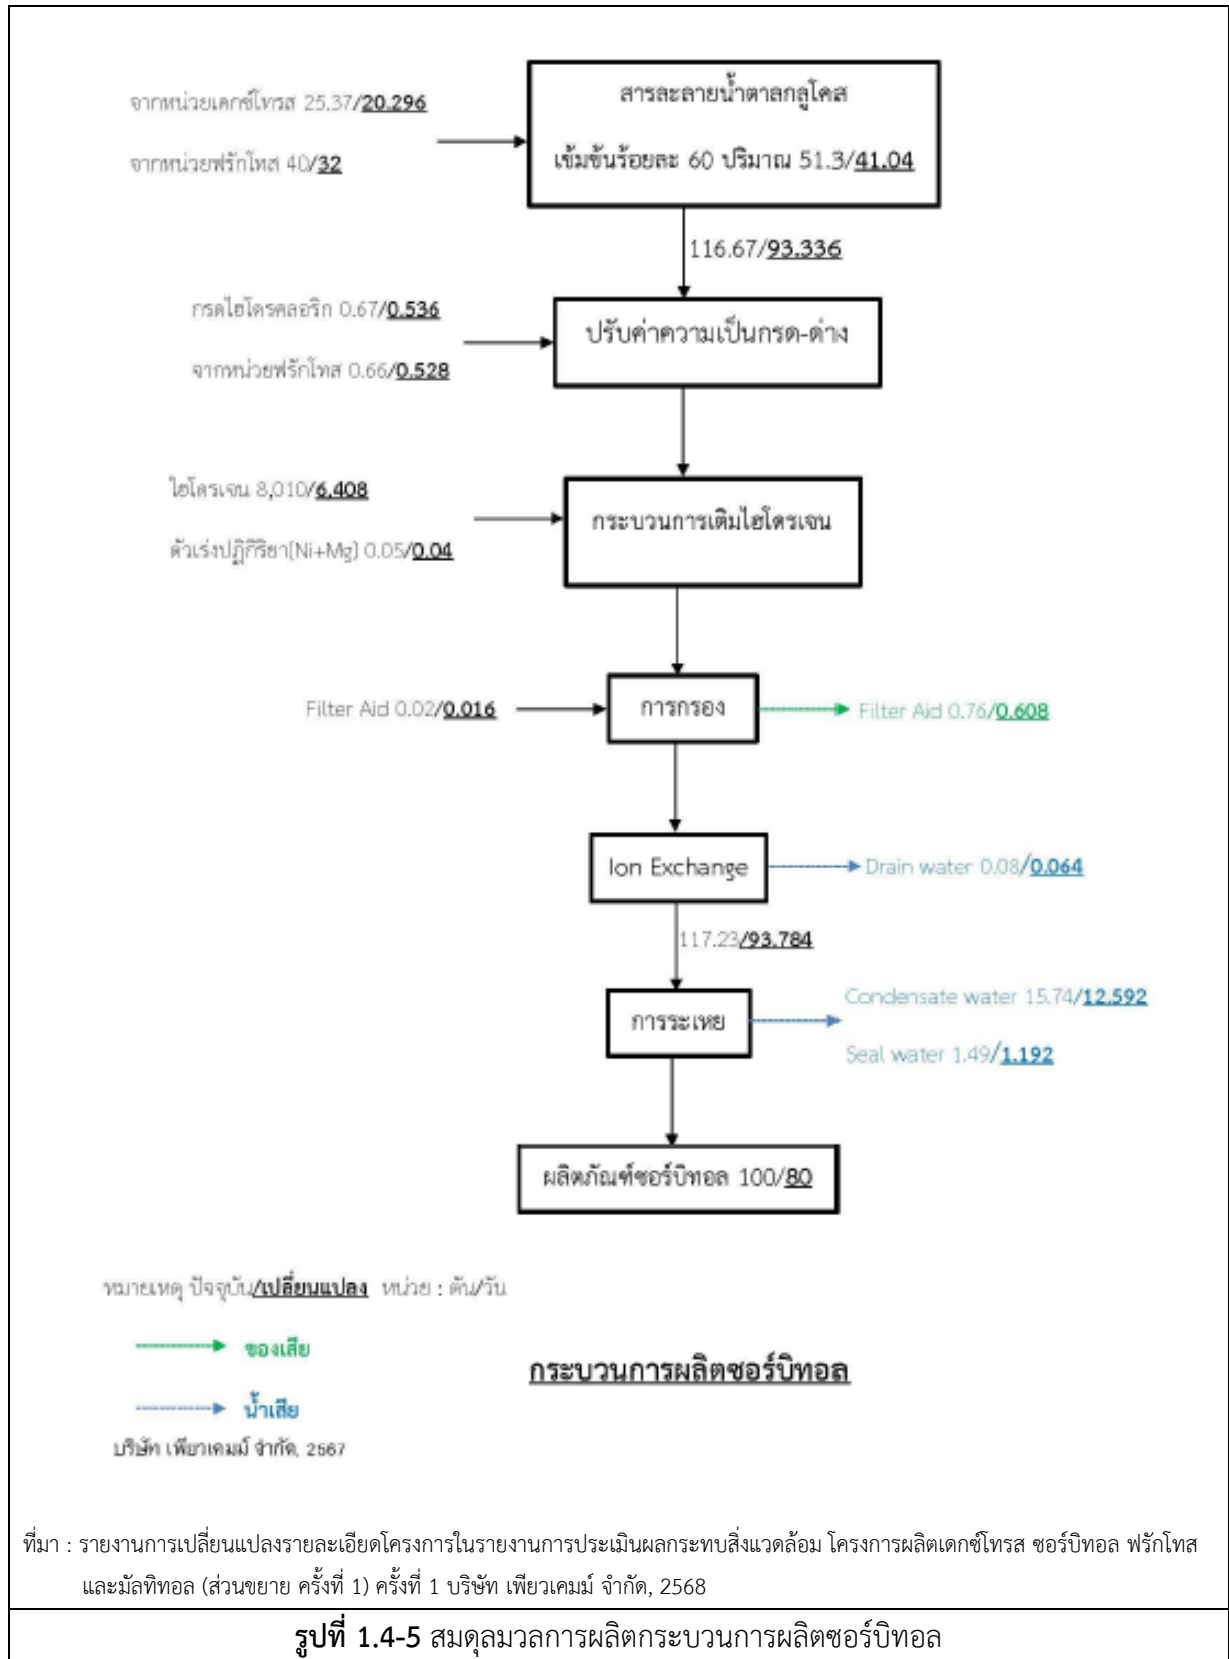 จากหน่วยเดกซ์โทรส 25.37/20.296
จากหน่วยฟรักโทส 40/32
สารละลายน้ำตาลกลูโคส
เข้มข้นร้อยละ 60 ปริมาณ 51.3/41.04
116.67/93.336
กรดไฮโดรคลอริก 0.67/0.536
จากหน่วยฟรักโทส 0.66/0.528
ปรับค่าความเป็นกรด-ด่าง
ไฮโดรเจน 8,010/6.408
ตัวเร่งปฏิกิริยา(Ni+Mg) 0.05/0.04
กระบวนการเติมไฮโดรเจน
Filter Aid 0.02/0.016
การกรอง
Filter Aid 0.76/0.608
Ion Exchange
Drain water 0.08/0.064
117.23/93.784
การระเหย
Condensate water 15.74/12.592
Seal water 1.49/1.192
ผลิตภัณฑ์ซอร์บิทอล 100/80
หมายเหตุ ปัจจุบัน/เปลี่ยนแปลง หน่วย : ตัน/วัน
ของเสีย
กระบวนการผลิตซอร์บิทอล
น้ำเสีย
บริษัท เพียวเคมม์ จำกัด, 2567
ที่มา : รายงานการเปลี่ยนแปลงรายละเอียดโครงการในรายงานการประเมินผลกระทบสิ่งแวดล้อม โครงการผลิตเดกซ์โทรส ซอร์บิทอล ฟรักโทส
และมัลทิทอล (ส่วนขยาย ครั้งที่ 1) ครั้งที่ 1 บริษัท เพียวเคมม์ จำกัด, 2568
รูปที่ 1.4-5 สมดุลมวลการผลิตกระบวนการผลิตซอร์บิทอล